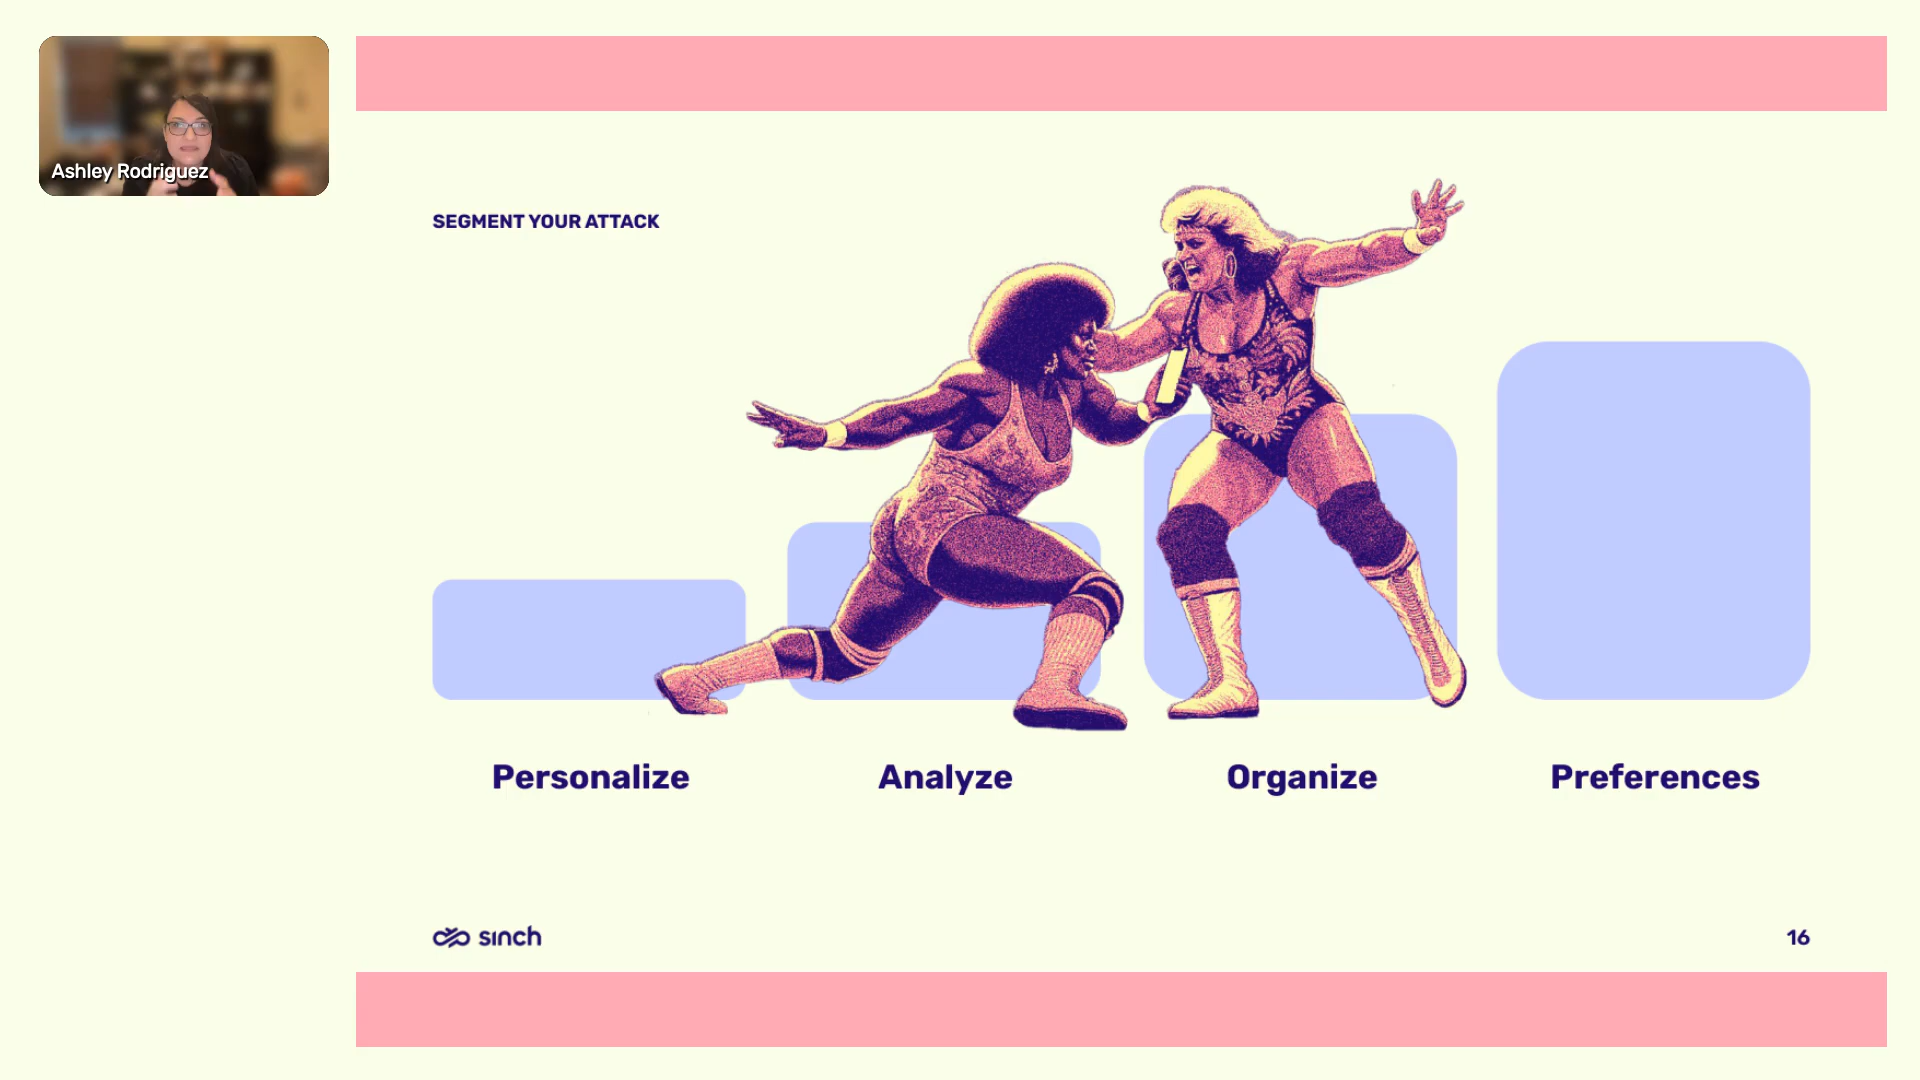 Ashley Rodriguez
SEGMENT YOUR ATTACK
Personalize
Analyze
Organize
Preferences
sinch
16